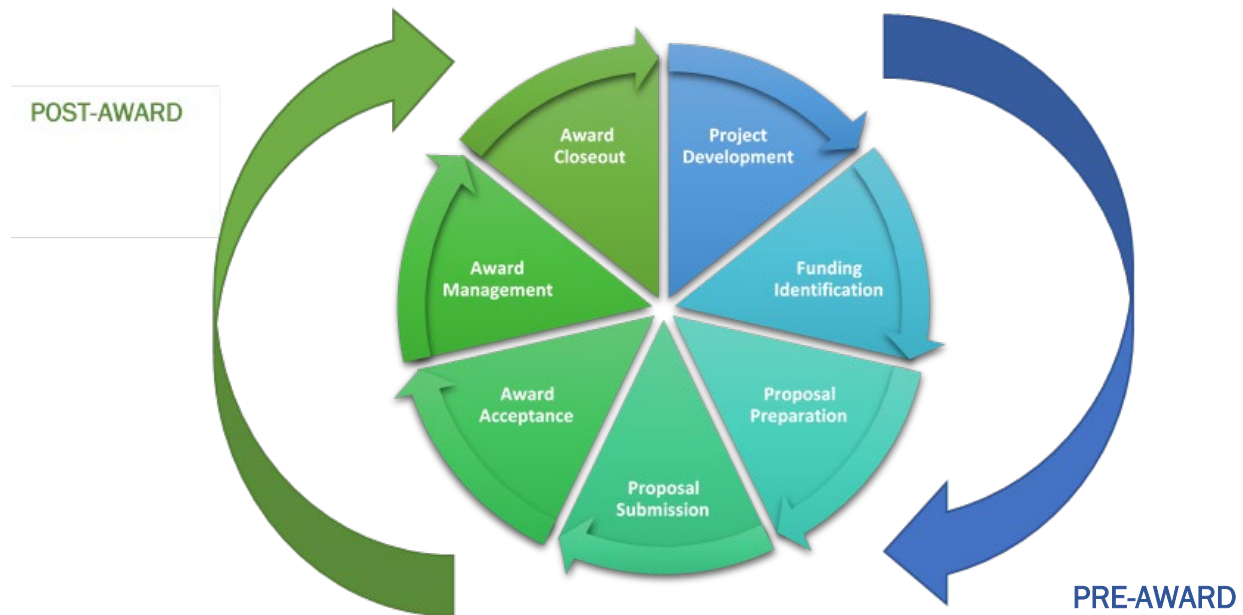 POST-AWARD
Award
Closeout
Project
Development
Award
Management
Funding
Identification
Award
Acceptance
Proposal
Preparation
Proposal
Submission
PRE-AWARD